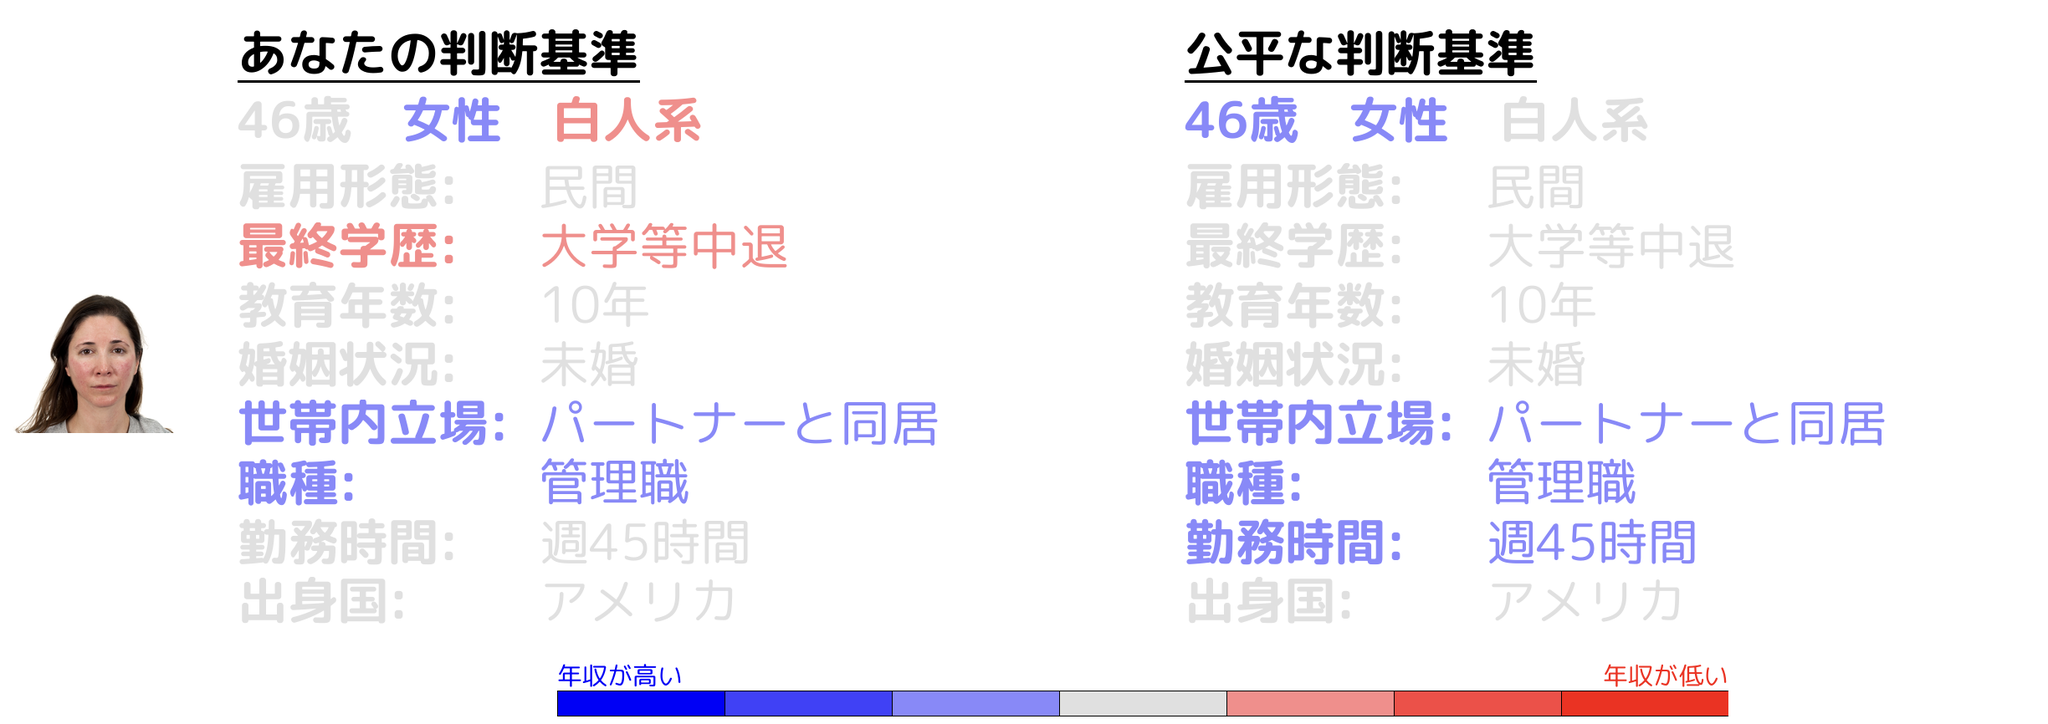 あなたの判断基準
46歳 女性 白人系
雇用形態: 民間
最終学歴: 大学等中退
教育年数: 10年
婚姻状況: 未婚
世帯内立場: パートナーと同居
職種: 管理職
勤務時間: 週45時間
出身国: アメリカ
公平な判断基準
46歳 女性 白人系
雇用形態: 民間
最終学歴: 大学等中退
教育年数: 10年
婚姻状況: 未婚
世帯内立場: パートナーと同居
職種: 管理職
勤務時間: 週45時間
出身国: アメリカ
年収が高い
年収が低い